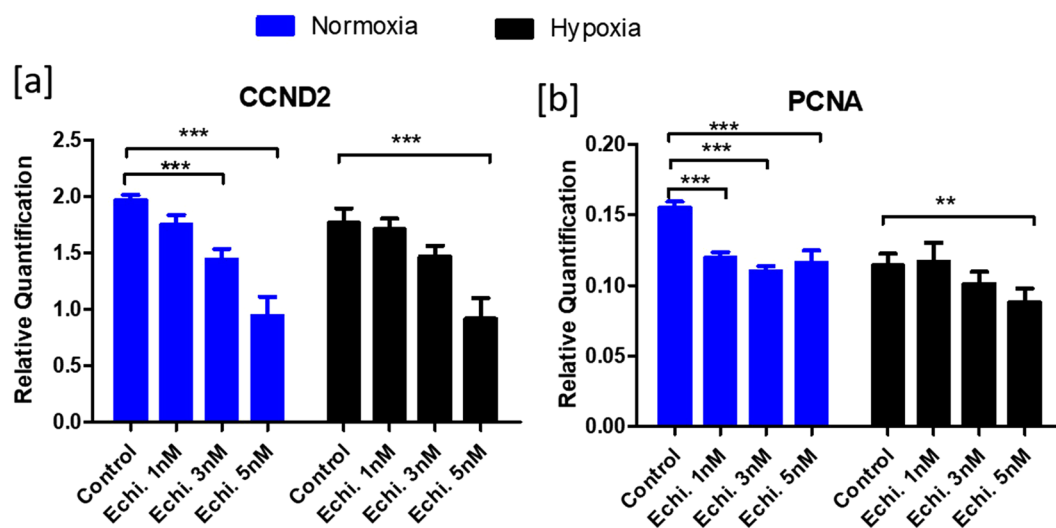 Normoxia Hypoxia
[a]
CCND2
Relative Quantification
2.5
2.0
1.5
1.0
0.5
0.0
***
***
***
Control
Echi. 1nM
Echi. 3nM
Echi. 5nM
Control
Echi. 1nM
Echi. 3nM
Echi. 5nM
[b]
PCNA
Relative Quantification
0.20
0.15
0.10
0.05
0.00
***
***
***
**
Control
Echi. 1nM
Echi. 3nM
Echi. 5nM
Control
Echi. 1nM
Echi. 3nM
Echi. 5nM